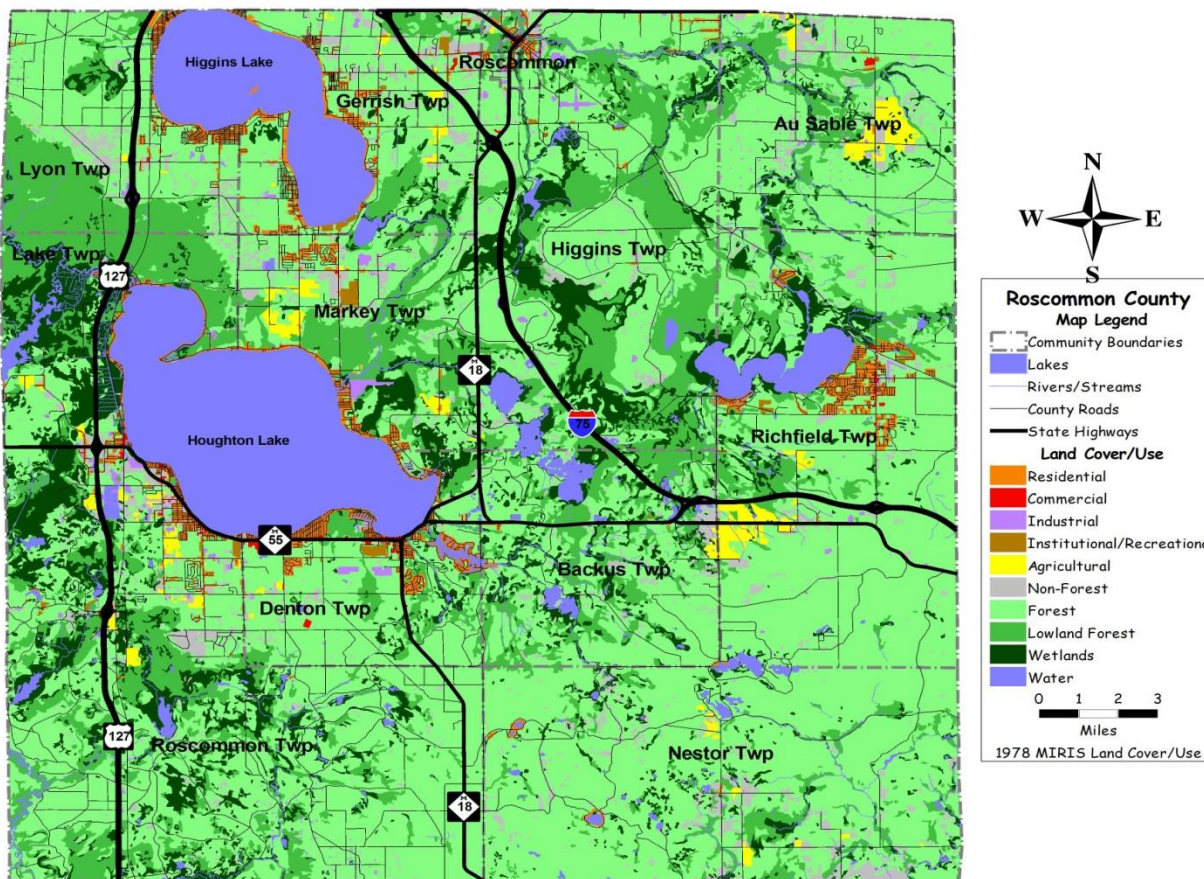 Higgins Lake
Roscommon
Gerrish Twp
Au Sable Twp
Lyon Twp
Higgins Twp
Lake Twp
127
Markey Twp
M
18
75
Houghton Lake
Richfield Twp
M
55
Backus Twp
Denton Twp
127
Roscommon Twp
Nestor Twp
M
18
N
W E
S
Roscommon County
Map Legend
Community Boundaries
Lakes
Rivers/Streams
County Roads
State Highways
Land Cover/Use
Residential
Commercial
Industrial
Institutional/Recreationa
Agricultural
Non-Forest
Forest
Lowland Forest
Wetlands
Water
0 1 2 3
Miles
1978 MIRIS Land Cover/Use